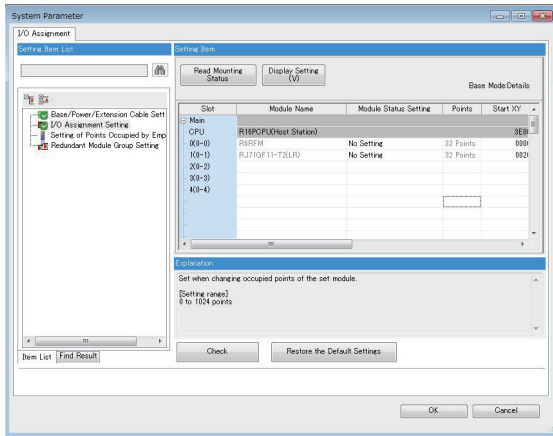 System Parameter
I/O Assignment
Setting Item List
Setting Item
Read Mounting
Status
Display Setting
(V)
Base Mode:Details
Base/Power/Extension Cable Sett
I/O Assignment Setting
Setting of Points Occupied by Emp
Redundant Module Group Setting
Slot Module Name Module Status Setting Points Start XY
Main
CPU R16PCPU(Host Station) 3E0
0(0-0) R6RFM No Setting 32 Points 000
1(0-1) RJ71GF11-T2(LR) No Setting 32 Points 002
2(0-2)
3(0-3)
4(0-4)
Explanation
Set when changing occupied points of the set module.
[Setting range]
0 to 1024 points
Item List Find Result
Check Restore the Default Settings
OK Cancel